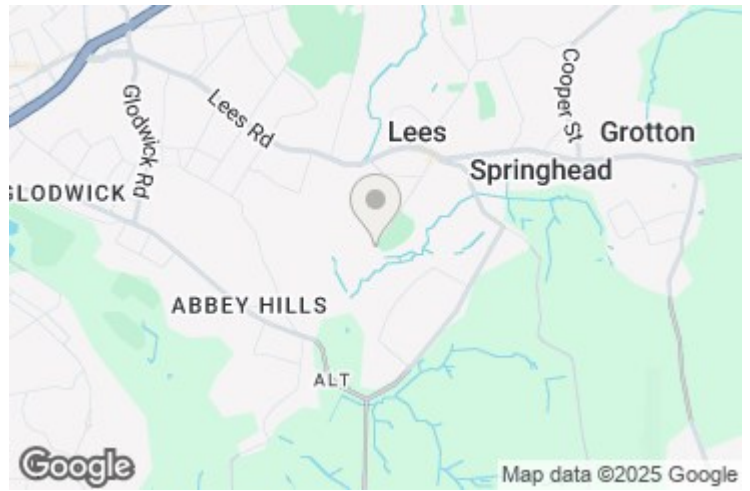 Cooper St
Lees Rd
Lees
Grotton
Glodwick Rd
Springhead
GLODWICK
ABBEY HILLS
ALT
Google
Map data ©2025 Google